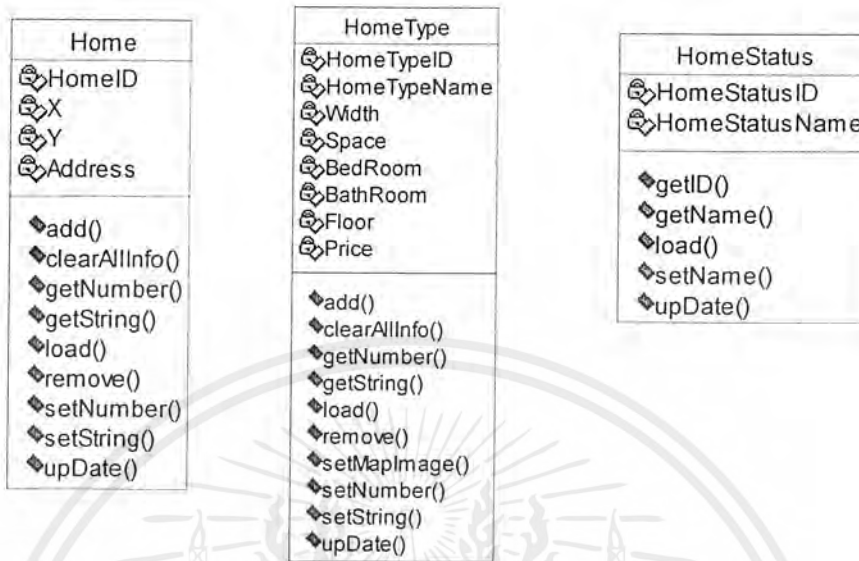 Home
HomeID
X
Y
Address
add()
clearAllInfo()
getNumber()
getString()
load()
remove()
setNumber()
setString()
upDate()
HomeType
HomeTypeID
HomeTypeName
Width
Space
BedRoom
BathRoom
Floor
Price
add()
clearAllInfo()
getNumber()
getString()
load()
remove()
setMapImage()
setNumber()
setString()
upDate()
HomeStatus
HomeStatusID
HomeStatusName
getID()
getName()
load()
setName()
upDate()